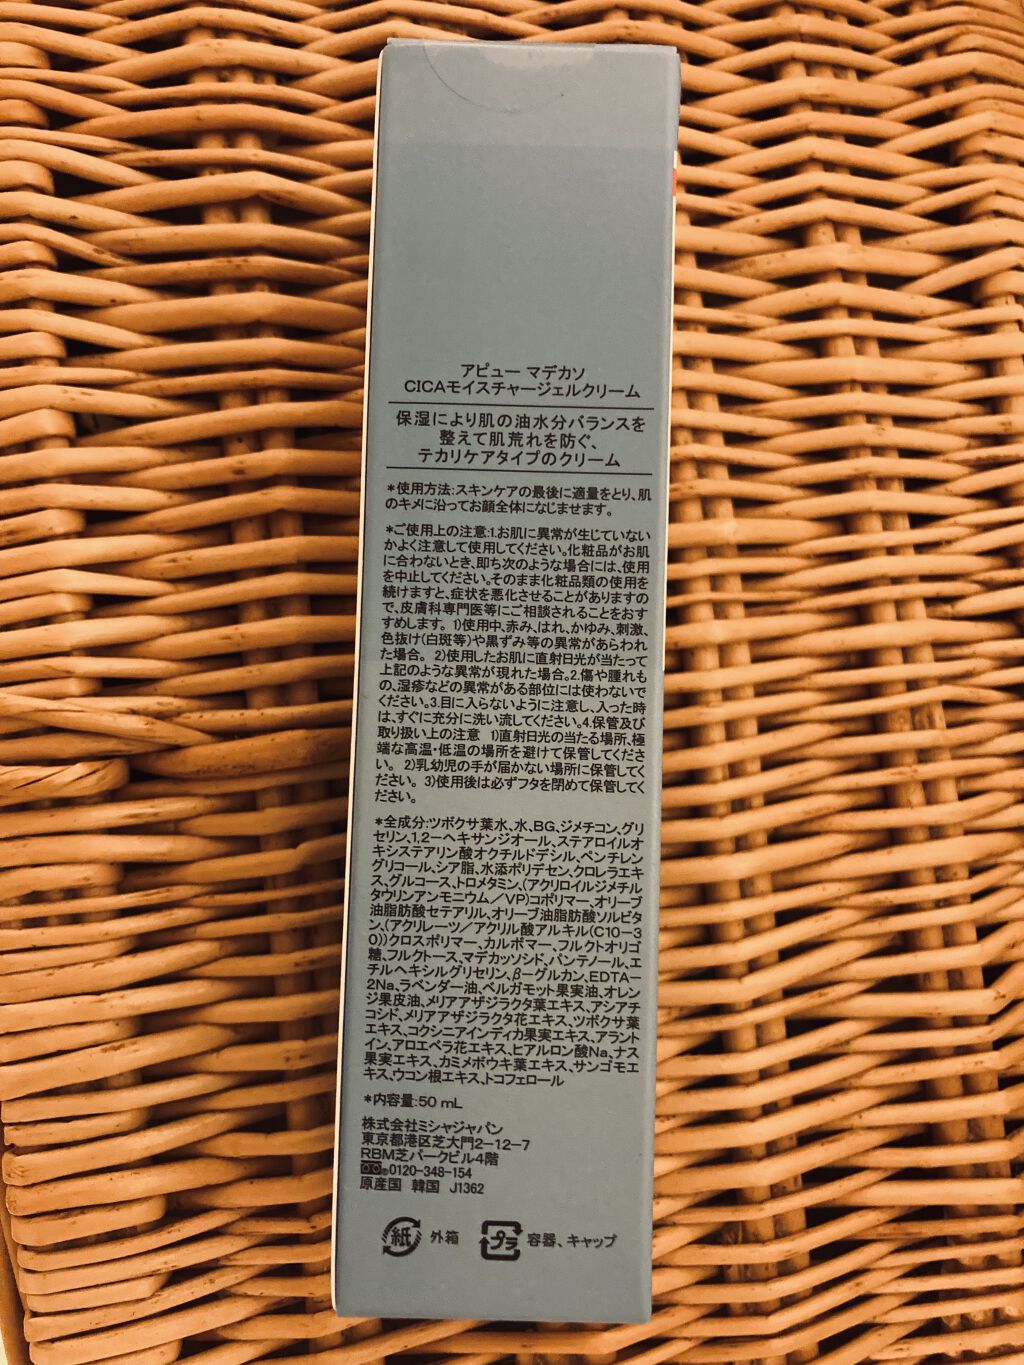 アピュー マデカソ
CICAモイスチャージェルクリーム
保湿により肌の油水分バランスを
整えて肌荒れを防ぐ、
テカリケアタイプのクリーム
*使用方法:スキンケアの最後に適量をとり、肌
のキメに沿ってお顔全体になじませます。
*ご使用上の注意:1.お肌に異常が生じていない
かよく注意して使用してください。化粧品がお肌
に合わないとき、即ち次のような場合には、使用
を中止してください。そのまま化粧品類の使用を
続けますと、症状を悪化させることがありますの
で、皮膚科専門医等にご相談されることをおす
すめします。 1)使用中、赤み、はれ、かゆみ、刺激、
色抜け(白斑等)や黒ずみ等の異常があらわれ
た場合。 2)使用したお肌に直射日光が当たって
上記のような異常が現れた場合。2.傷や腫れも
の、湿疹などの異常がある部位には使わないで
ください。3.目に入らないように注意し、入った時
は、すぐに充分に洗い流してください。4.保管及び
取り扱い上の注意 1)直射日光の当たる場所、極
端な高温・低温の場所を避けて保管してくださ
い。 2)乳幼児の手が届かない場所に保管してく
ださい。 3)使用後は必ずフタを閉めて保管してく
ださい。
*全成分:ツボクサ葉水、水、BG、ジメチコン、グリ
セリン、1,2-ヘキサンジオール、ステアロイルオ
キシステアリン酸オクチルドデシル、ペンチレン
グリコール、シア脂、水添ポリデセン、クロレラエキ
ス、グルコース、トロメタミン、(アクリロイルジメチル
タウリンアンモニウム/VP)コポリマー、オリーブ
油脂肪酸セテアリル、オリーブ油脂肪酸ソルビタ
ン、(アクリレーツ/アクリル酸アルキル(C10-3
0))クロスポリマー、カルボマー、フルクトオリゴ
糖、フルクトース、マデカッソシド、パンテノール、エ
チルヘキシルグリセリン、β-グルカン、EDTA-
2Na、ラベンダー油、ベルガモット果実油、オレン
ジ果皮油、メリアアザジラクタ葉エキス、アシアチ
コシド、メリアアザジラクタ花エキス、ツボクサ葉
エキス、コクシニアインディカ果実エキス、アラント
イン、アロエベラ花エキス、ヒアルロン酸Na、ナス
果実エキス、カミメボウキ葉エキス、サンゴモエ
キス、ウコン根エキス、トコフェロール
*内容量:50 mL
株式会社ミシャジャパン
東京都港区芝大門2-12-7
RBM芝パークビル4階
0120-348-154
原産国 韓国 J1362
紙 外箱 プラ 容器、キャップ